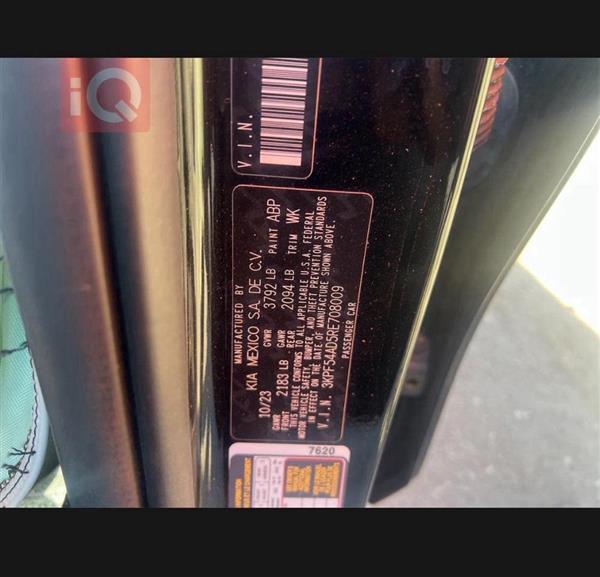 iQ
V.I.N.
MANUFACTURED BY
KIA MEXICO S.A. DE C.V.
10/23 GVWR 3792 LB PAINT ABP
GAWR FRONT 2183 LB GAWR REAR 2094 LB TRIM WK
THIS VEHICLE CONFORMS TO ALL APPLICABLE U.S.A. FEDERAL
MOTOR VEHICLE SAFETY, BUMPER, AND THEFT PREVENTION STANDARDS
IN EFFECT ON THE DATE OF MANUFACTURE SHOWN ABOVE.
V.I.N. 3KPF54AD5RE708009
PASSENGER CAR
7620
INFORMATION